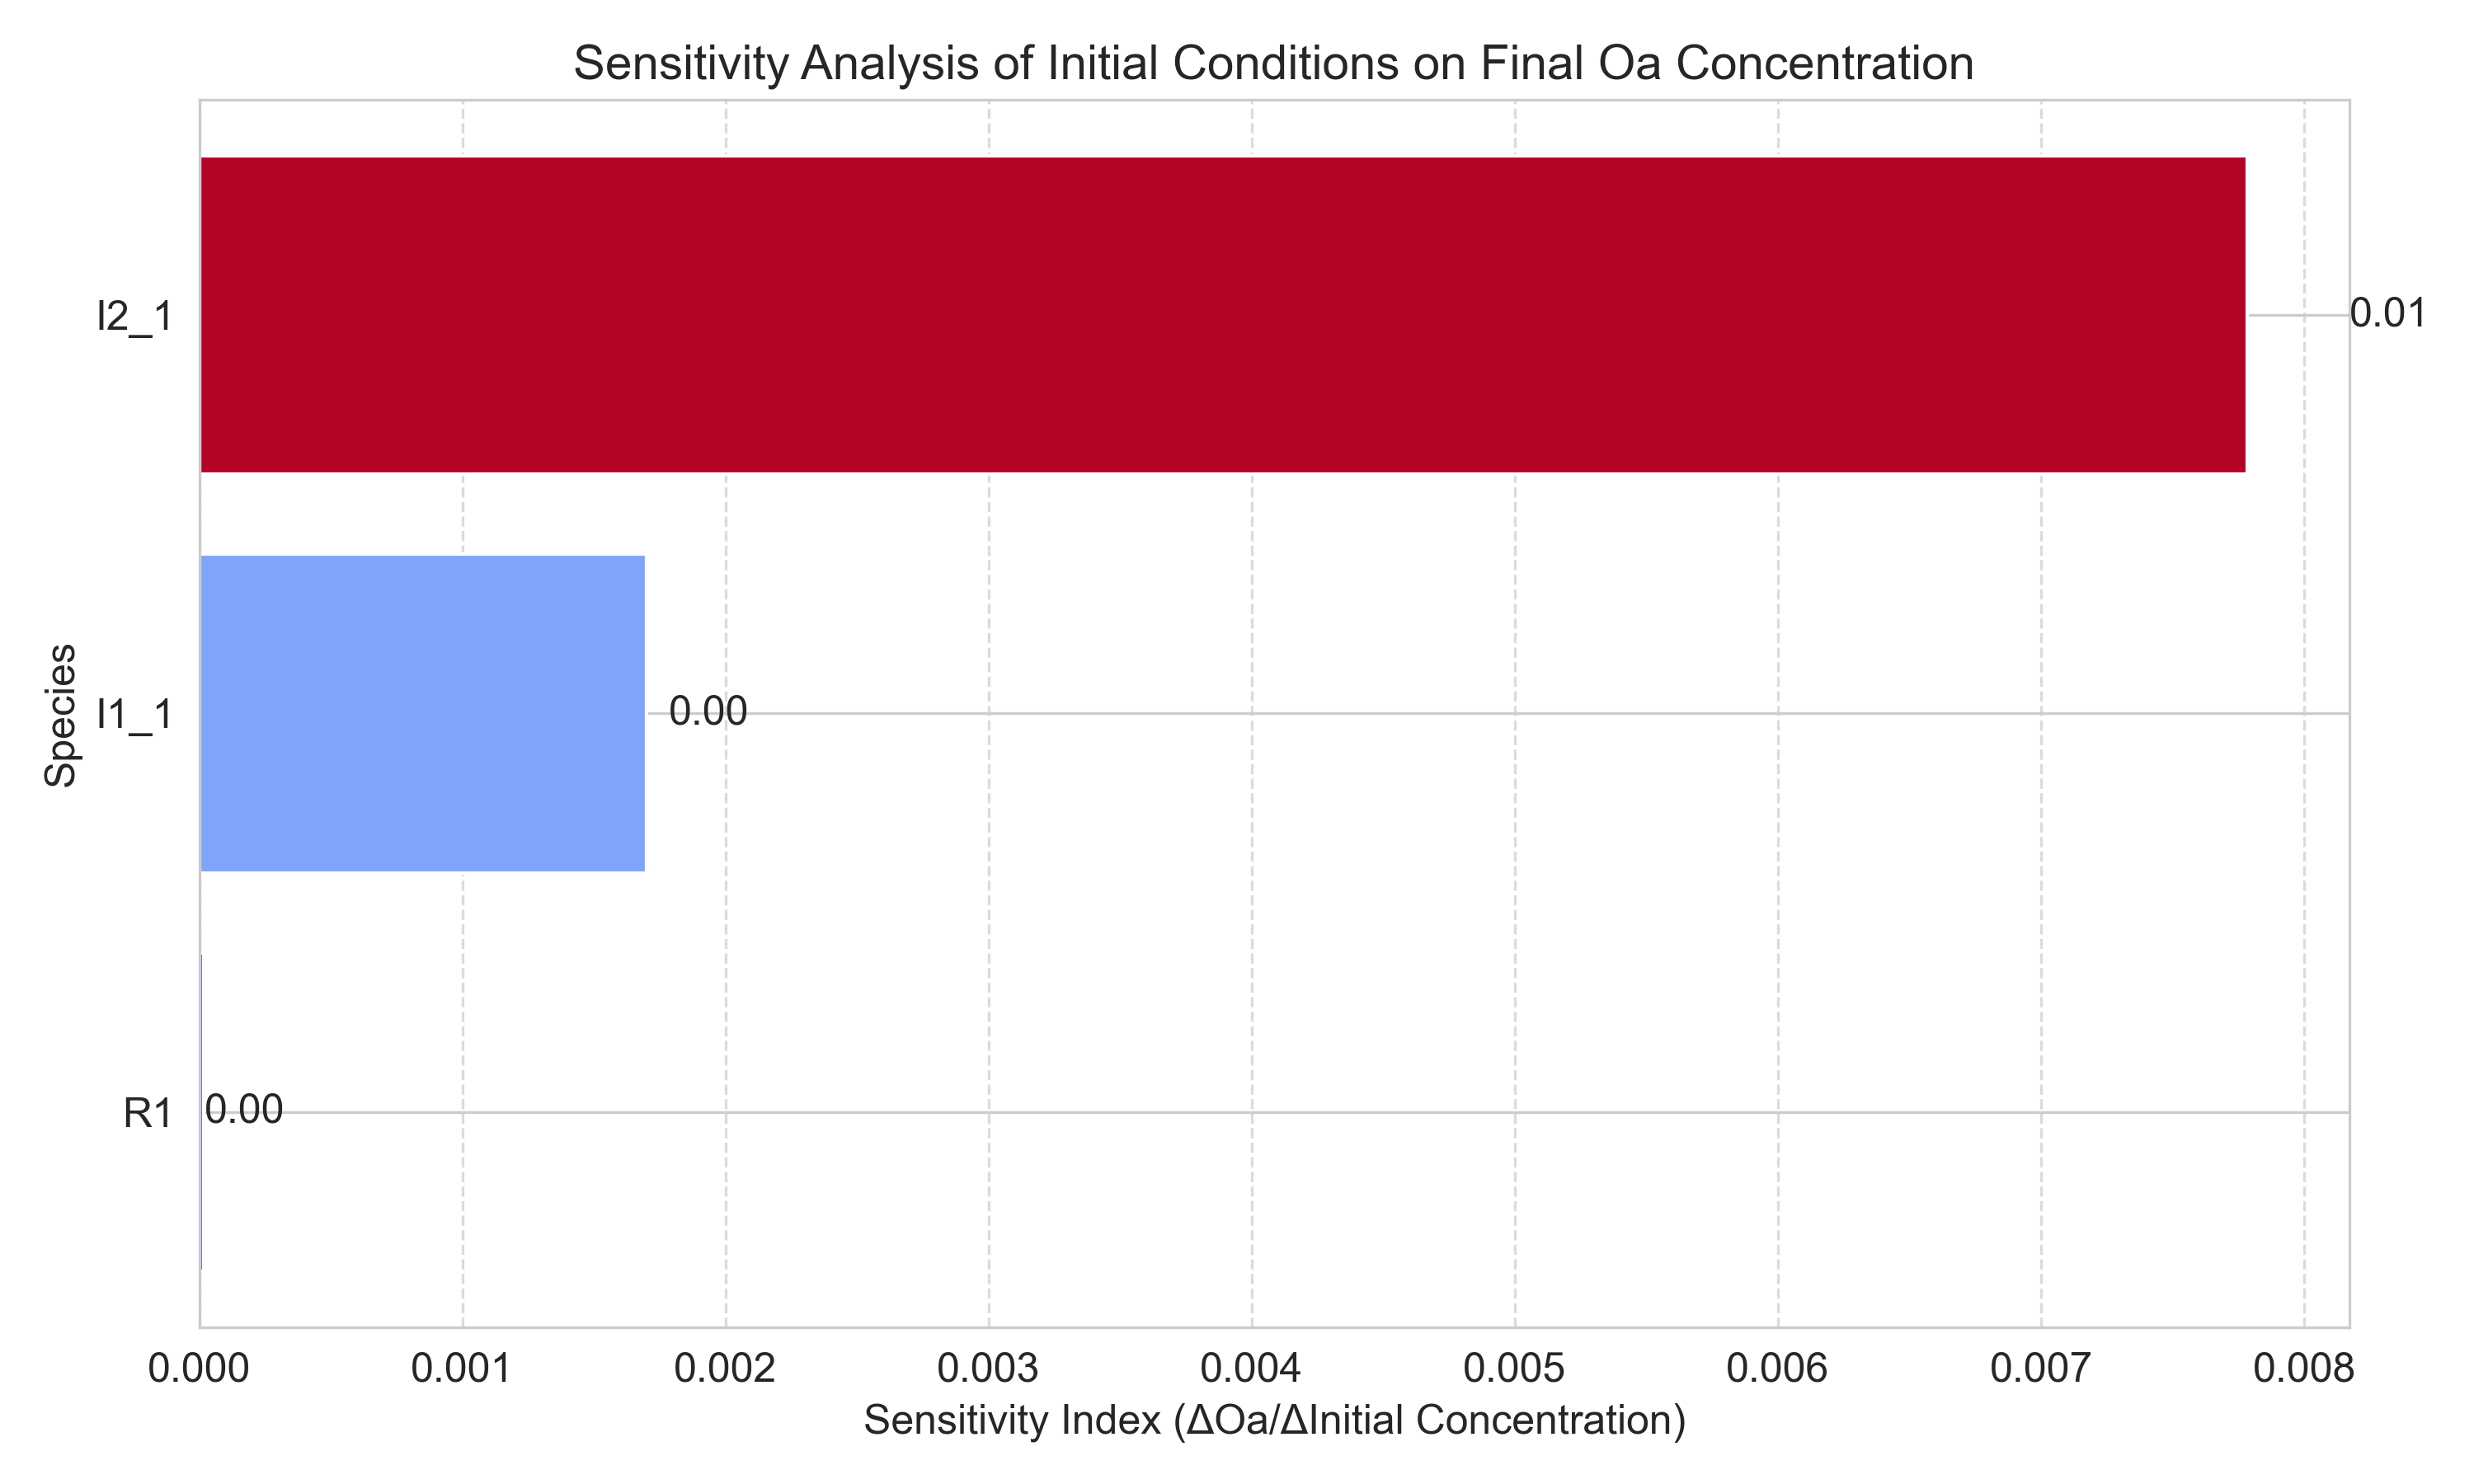 Sensitivity Analysis of Initial Conditions on Final Oa Concentration
Species
I2_1
0.01
I1_1
0.00
R1
0.00
0.000 0.001 0.002 0.003 0.004 0.005 0.006 0.007 0.008
Sensitivity Index (ΔOa/ΔInitial Concentration)